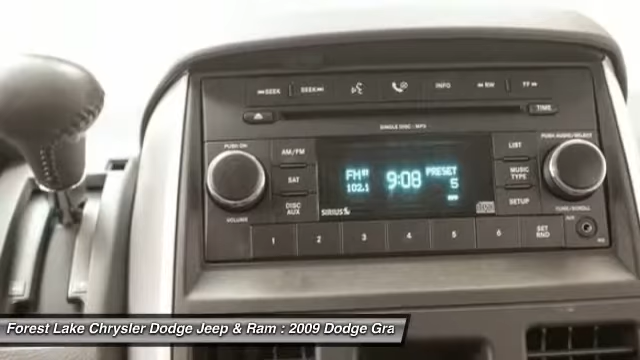 ◂◂SEEK SEEK▸▸ INFO ◂◂ RW FF ▸▸
TIME
SINGLE DISC - MP3
PUSH ON AM/FM LIST PUSH AUDIO/SELECT
SAT MUSIC TYPE
DISC AUX SETUP
FM 9:08 PRESET
102.1 5
SIRIUS
VOLUME TUNE/SCROLL
AUX
1 2 3 4 5 6 SET RND
Forest Lake Chrysler Dodge Jeep & Ram : 2009 Dodge Gra